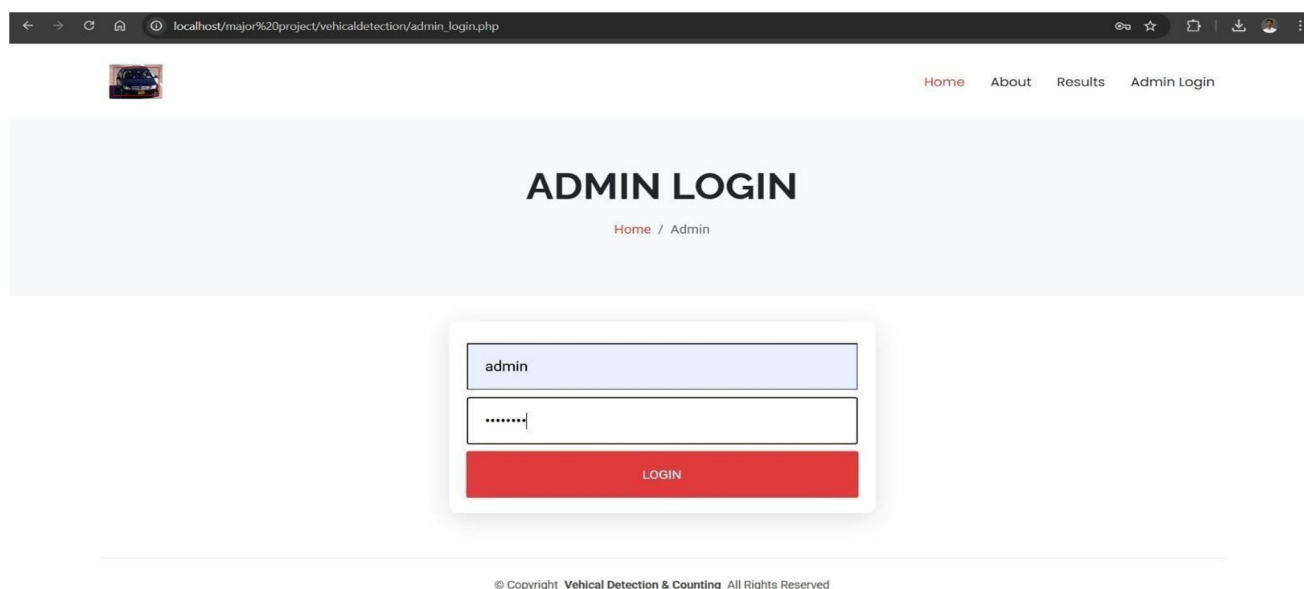 localhost/major%20project/vehicaldetection/admin_login.php
Home About Results Admin Login
ADMIN LOGIN
Home / Admin
admin
••••••••
LOGIN
© Copyright Vehical Detection & Counting All Rights Reserved